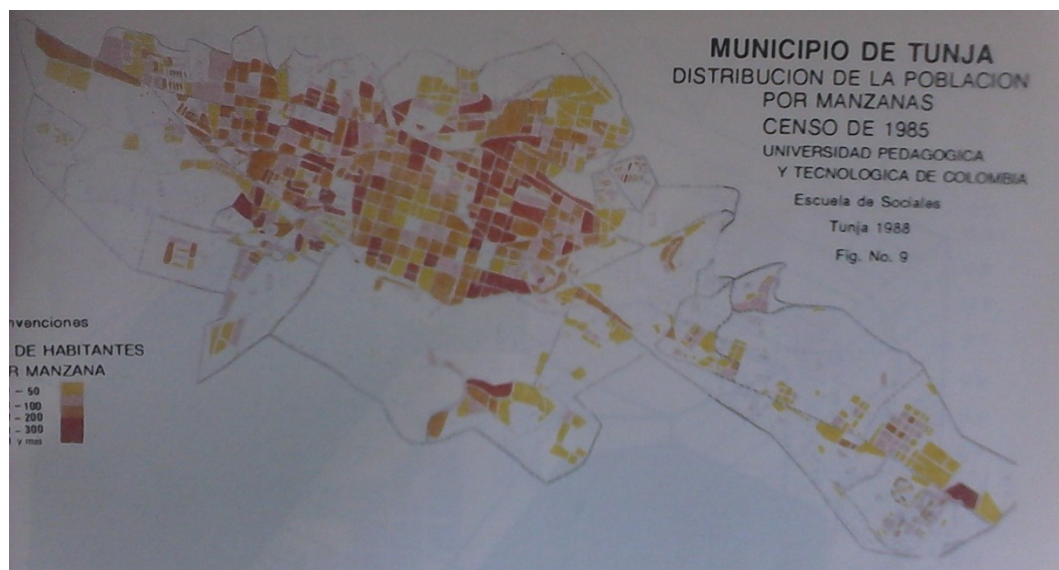 MUNICIPIO DE TUNJA
DISTRIBUCION DE LA POBLACION
POR MANZANAS
CENSO DE 1985
UNIVERSIDAD PEDAGOGICA
Y TECNOLOGICA DE COLOMBIA
Escuela de Sociales
Tunja 1988
Fig. No. 9
nvenciones
DE HABITANTES
R MANZANA
– 50
– 100
– 200
– 300
y mas